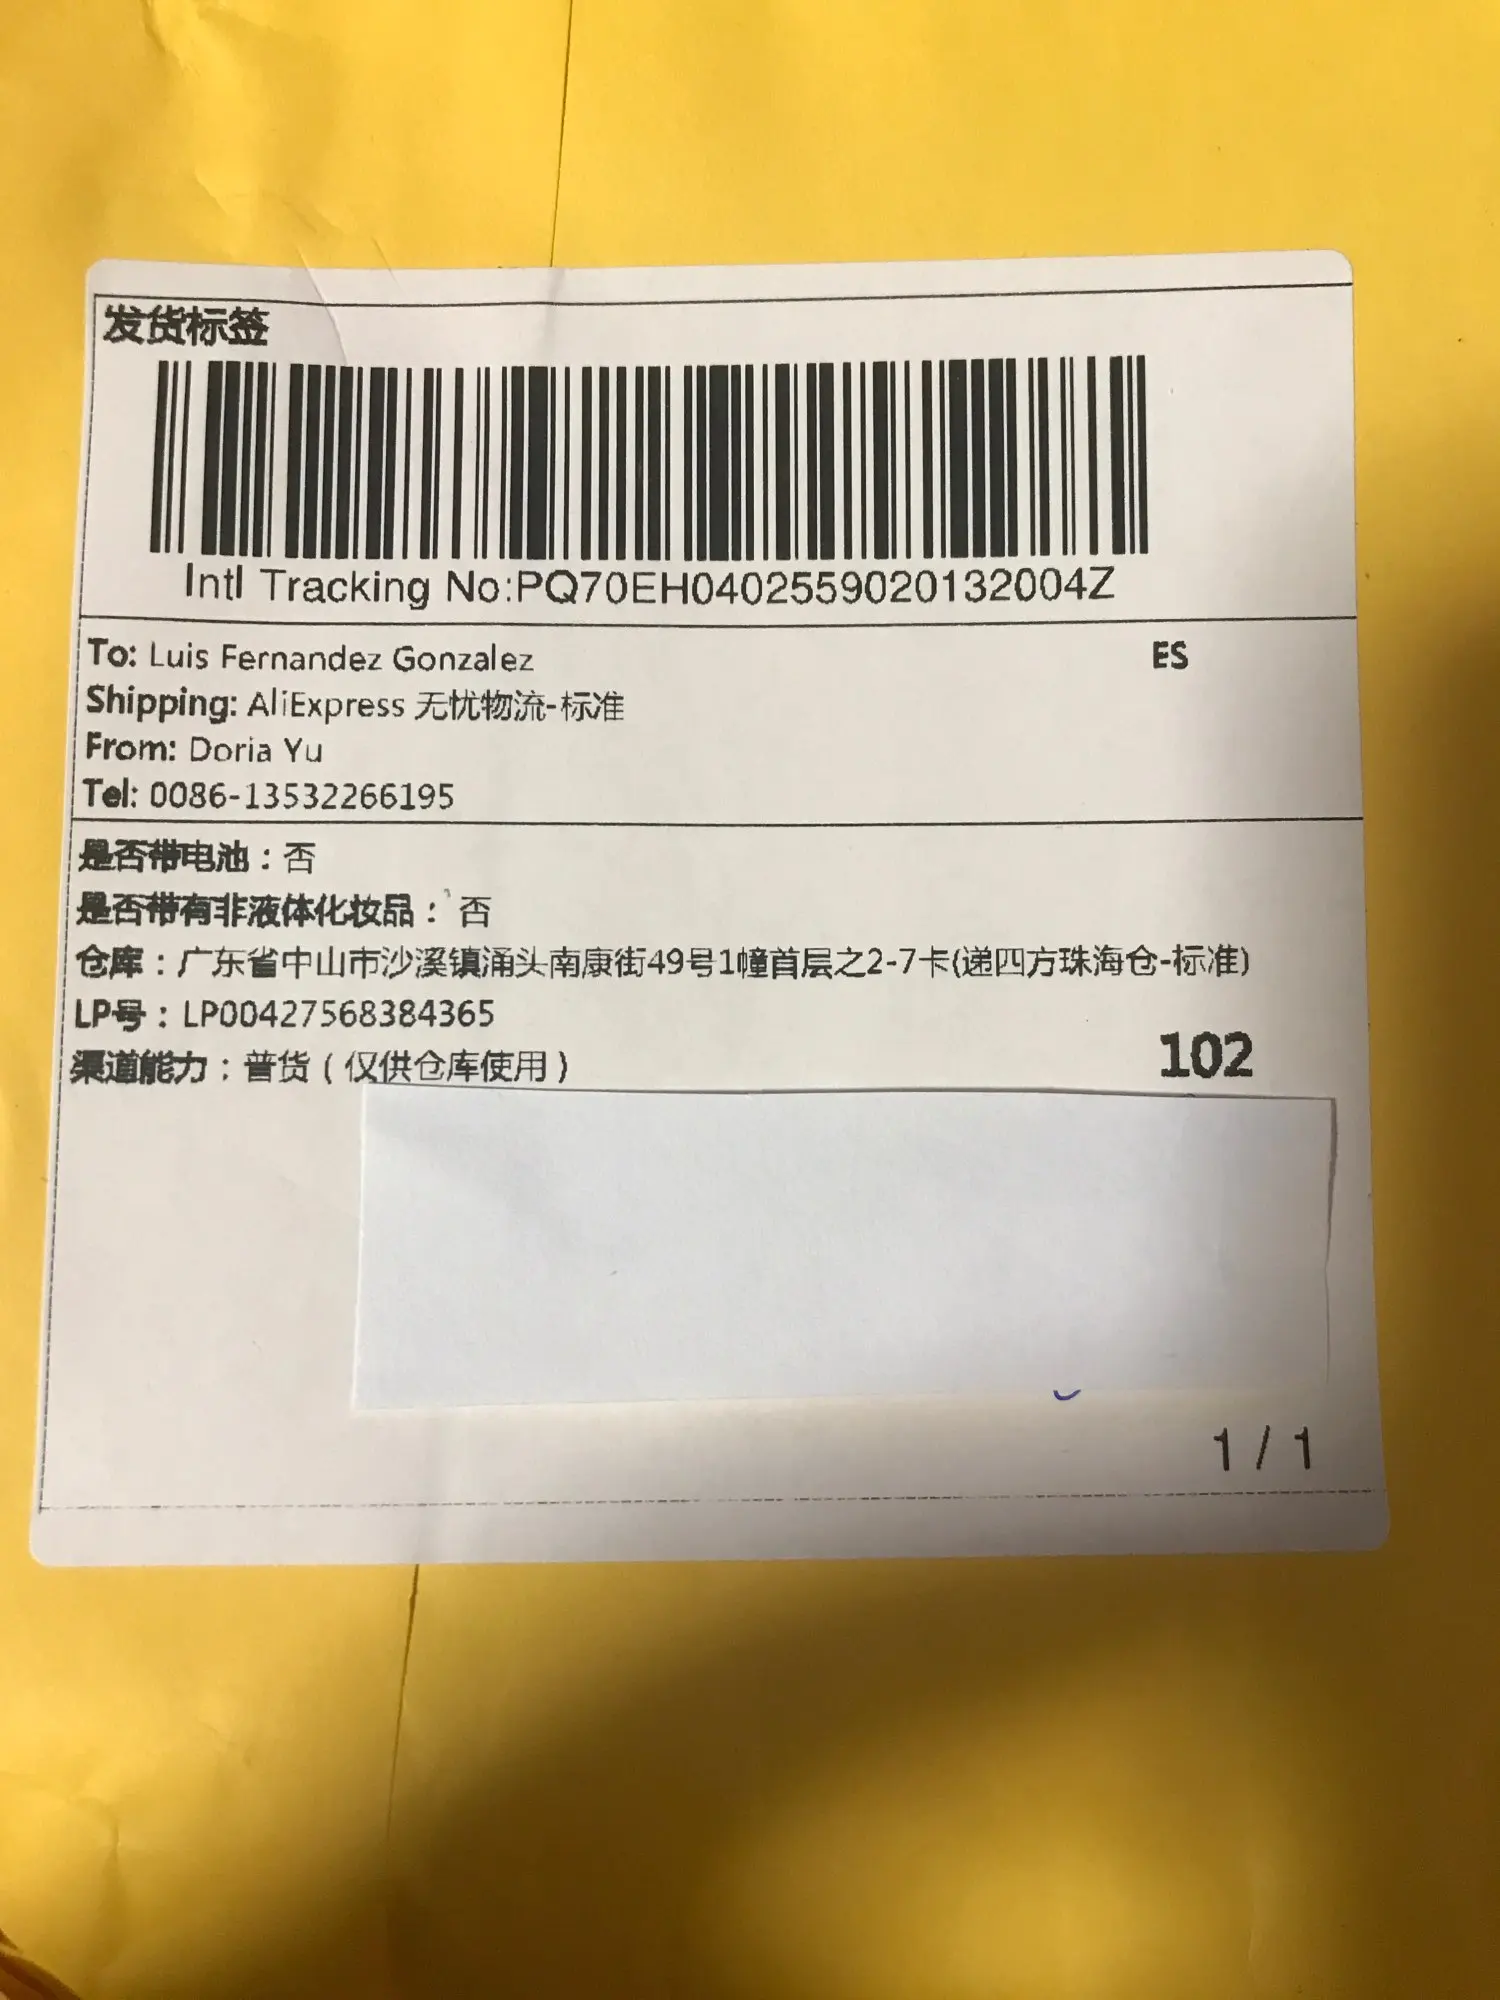 发货标签
Intl Tracking No:PQ70EH0402559020132004Z
To: Luis Fernandez Gonzalez ES
Shipping: AliExpress 无忧物流-标准
From: Doria Yu
Tel: 0086-13532266195
是否带电池：否
是否带有非液体化妆品：否
仓库：广东省中山市沙溪镇涌头南康街49号1幢首层之2-7卡(递四方珠海仓-标准)
LP号：LP00427568384365
渠道能力：普货（仅供仓库使用）
102
1 / 1